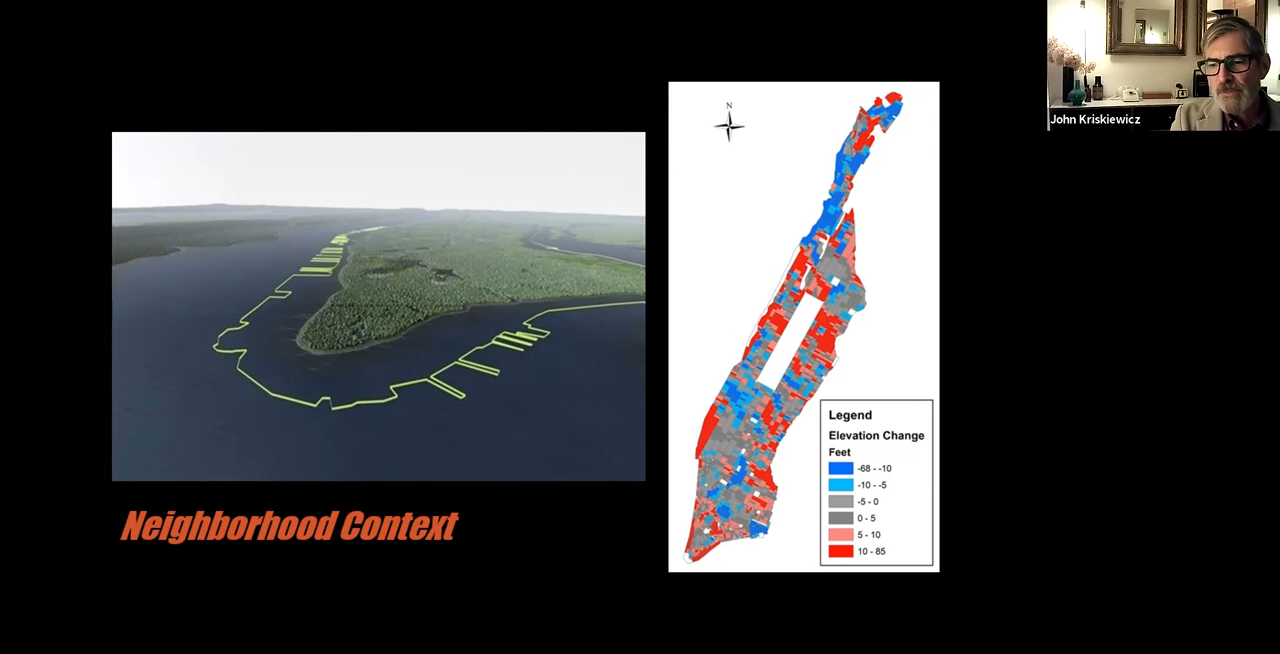 John Kriskiewicz
N
Legend
Elevation Change
Feet
-68 - -10
-10 - -5
-5 - 0
0 - 5
5 - 10
10 - 85
Neighborhood Context